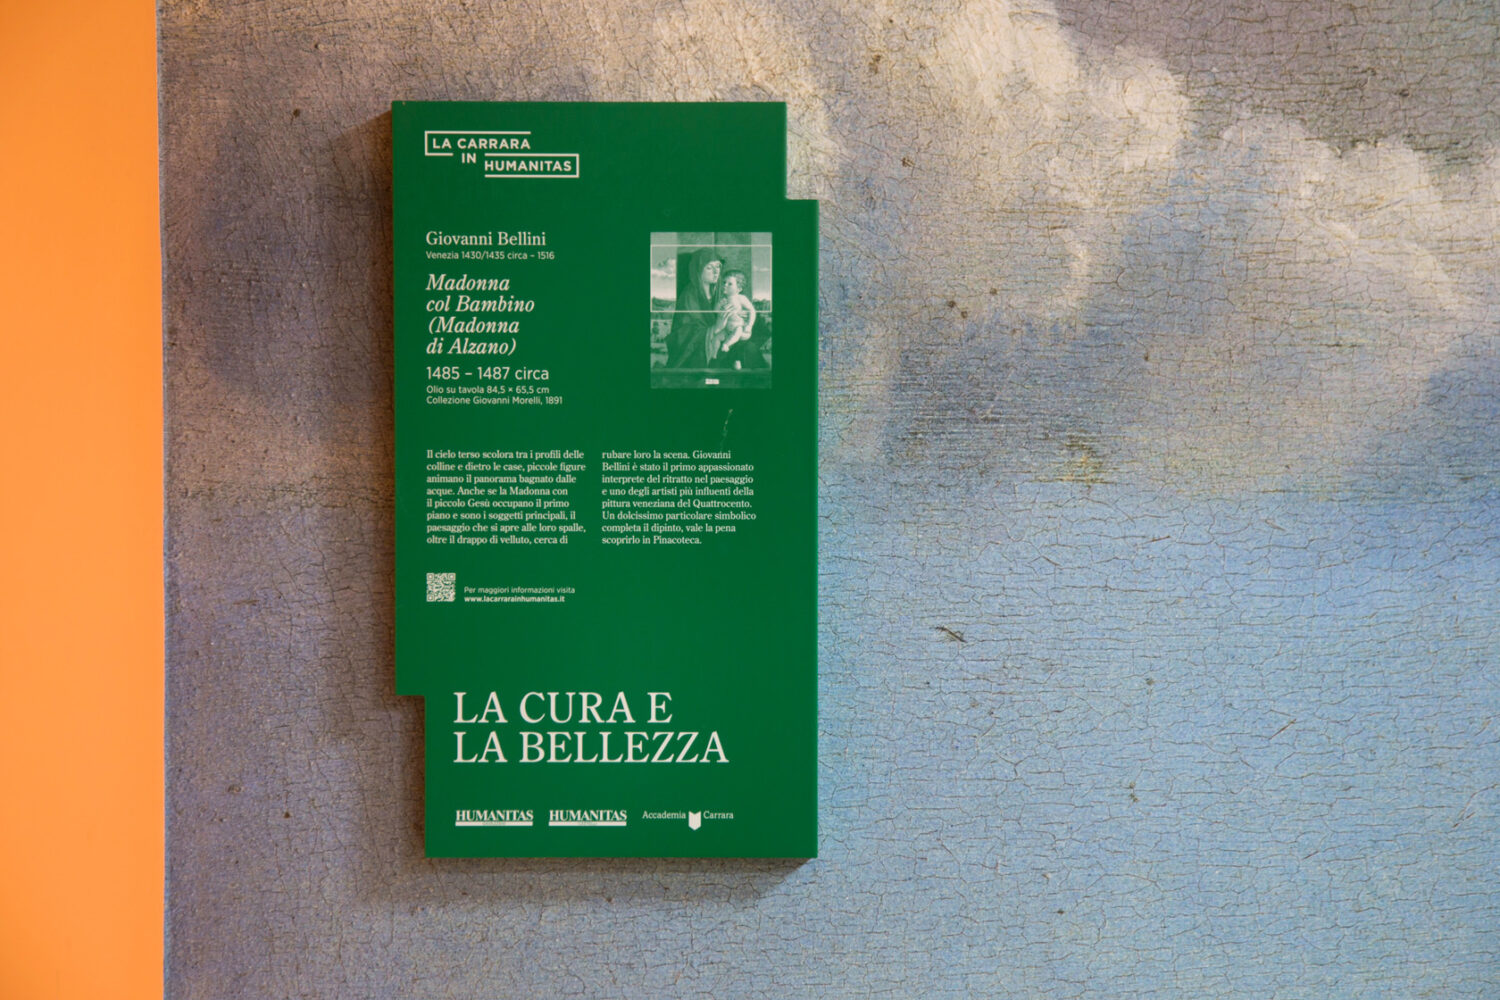 LA CARRARA
IN HUMANITAS
Giovanni Bellini
Venezia 1430/1435 circa – 1516
Madonna
col Bambino
(Madonna
di Alzano)
1485 – 1487 circa
Olio su tavola 84,5 × 65,5 cm
Collezione Giovanni Morelli, 1891
Il cielo terso scolora tra i profili delle
colline e dietro le case, piccole figure
animano il panorama bagnato dalle
acque. Anche se la Madonna con
il piccolo Gesù occupano il primo
piano e sono i soggetti principali, il
paesaggio che si apre alle loro spalle,
oltre il drappo di velluto, cerca di
rubare loro la scena. Giovanni
Bellini è stato il primo appassionato
interprete del ritratto nel paesaggio
e uno degli artisti più influenti della
pittura veneziana del Quattrocento.
Un dolcissimo particolare simbolico
completa il dipinto, vale la pena
scoprirlo in Pinacoteca.
Per maggiori informazioni visita
www.lacarrarainhumanitas.it
LA CURA E
LA BELLEZZA
HUMANITAS
HUMANITAS
Accademia Carrara